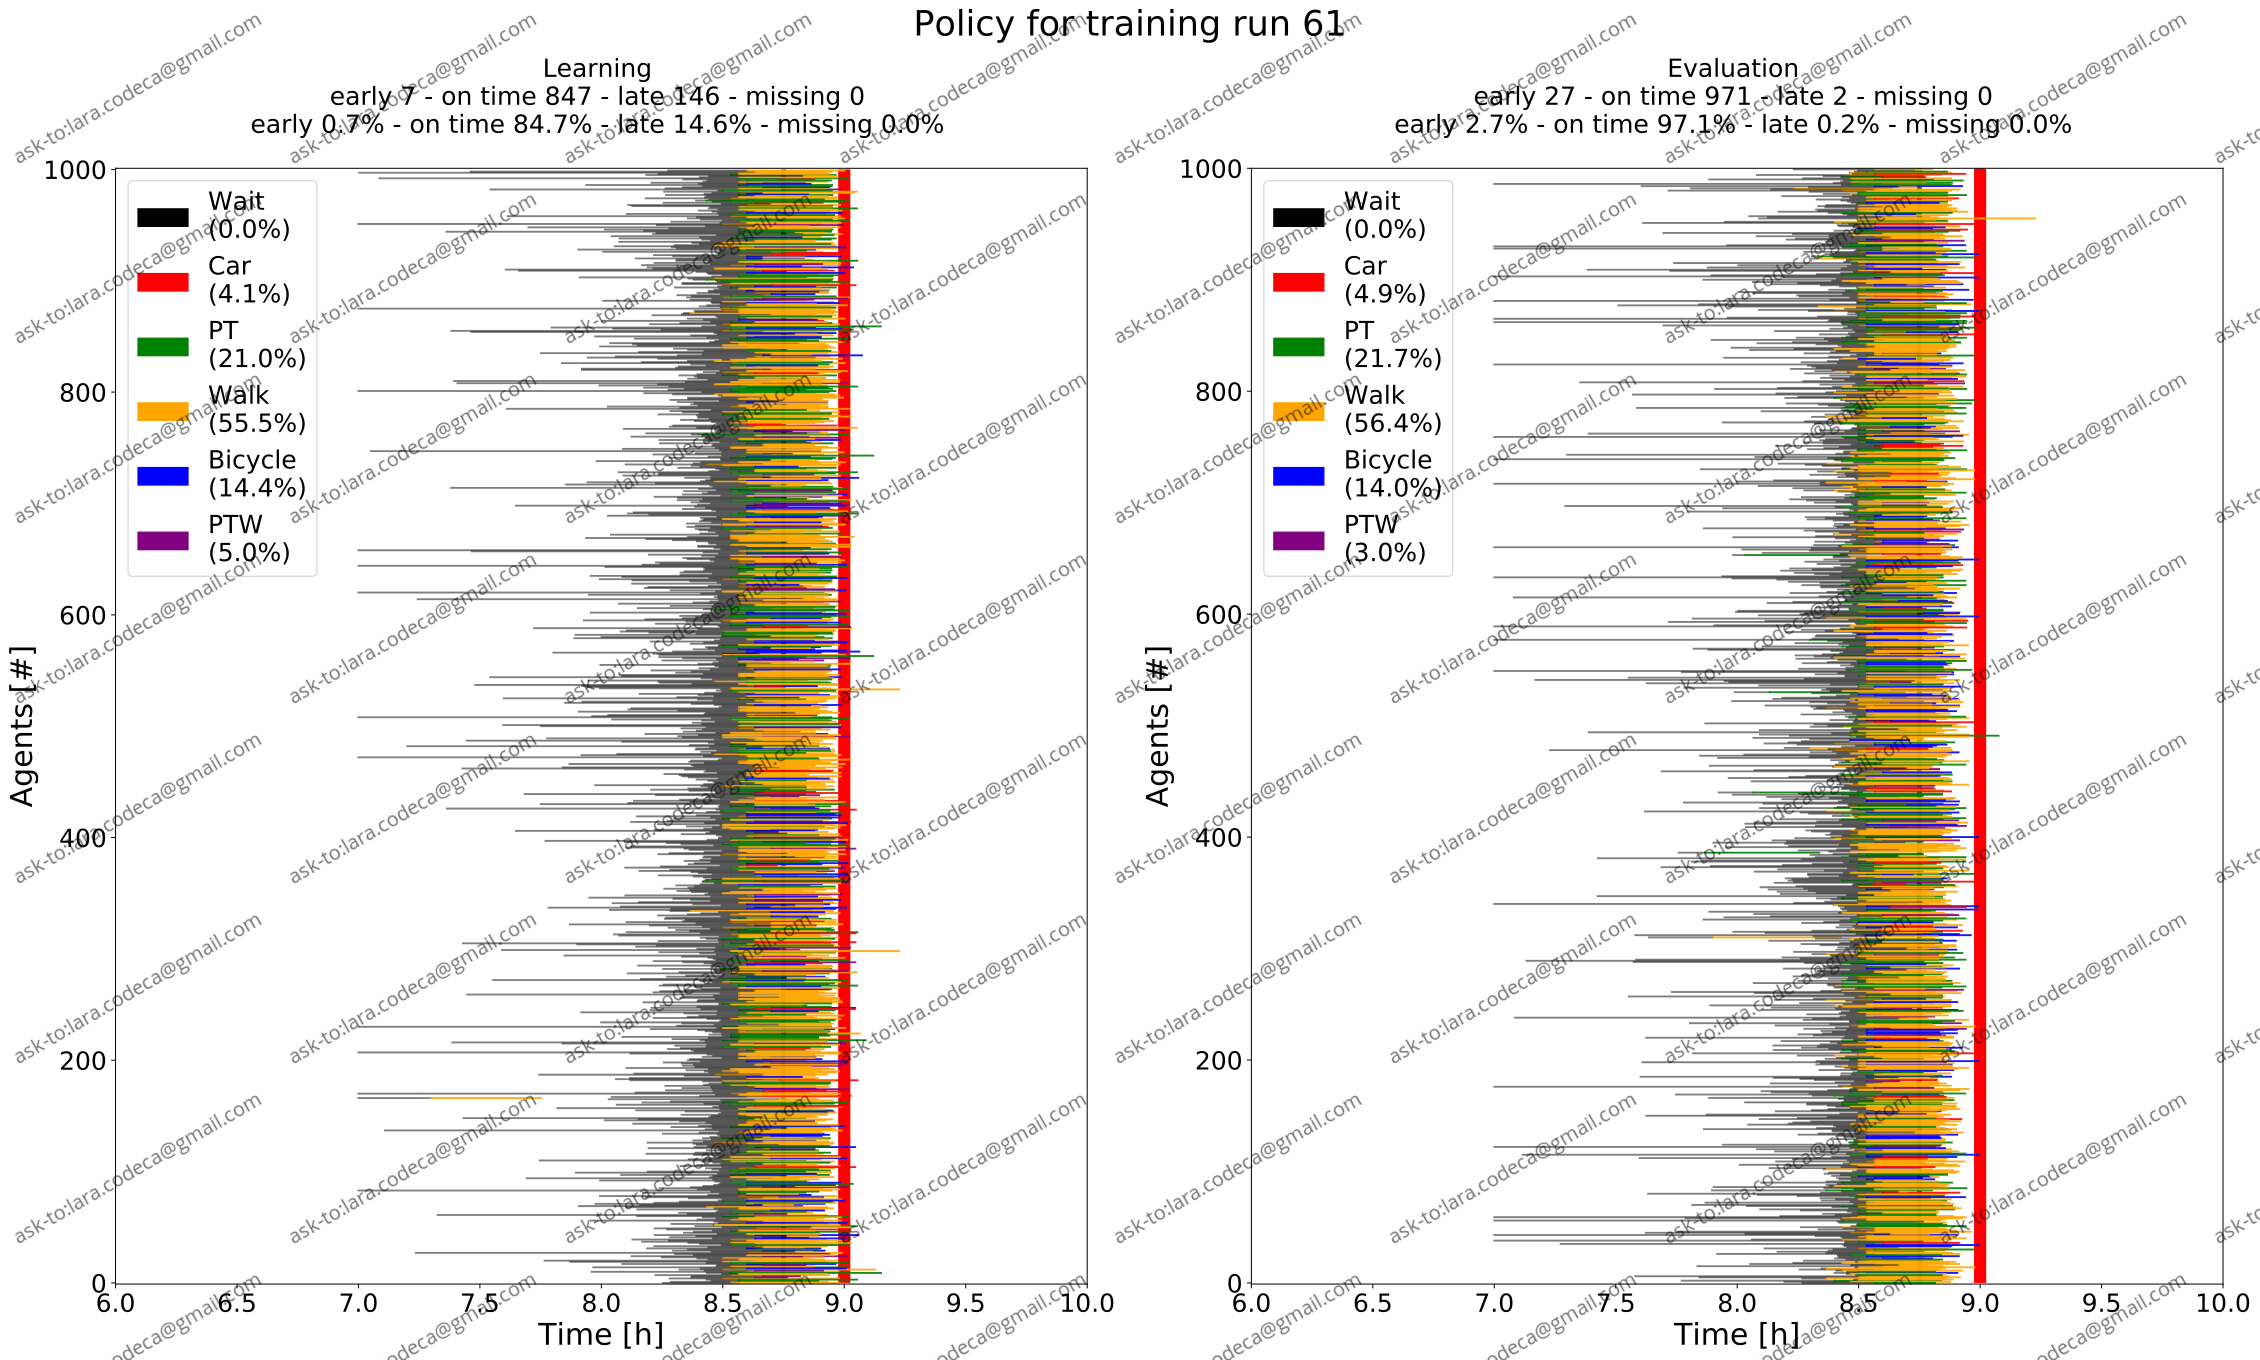 Policy for training run 61
Learning
early 7 - on time 847 - late 146 - missing 0
early 0.7% - on time 84.7% - late 14.6% - missing 0.0%
1000
800
600
400
200
0
Agents [#]
Wait
(0.0%)
Car
(4.1%)
PT
(21.0%)
Walk
(55.5%)
Bicycle
(14.4%)
PTW
(5.0%)
6.0 6.5 7.0 7.5 8.0 8.5 9.0 9.5 10.0
Time [h]
Evaluation
early 27 - on time 971 - late 2 - missing 0
early 2.7% - on time 97.1% - late 0.2% - missing 0.0%
1000
800
600
400
200
0
Agents [#]
Wait
(0.0%)
Car
(4.9%)
PT
(21.7%)
Walk
(56.4%)
Bicycle
(14.0%)
PTW
(3.0%)
6.0 6.5 7.0 7.5 8.0 8.5 9.0 9.5 10.0
Time [h]
ask-to:lara.codeca@gmail.com